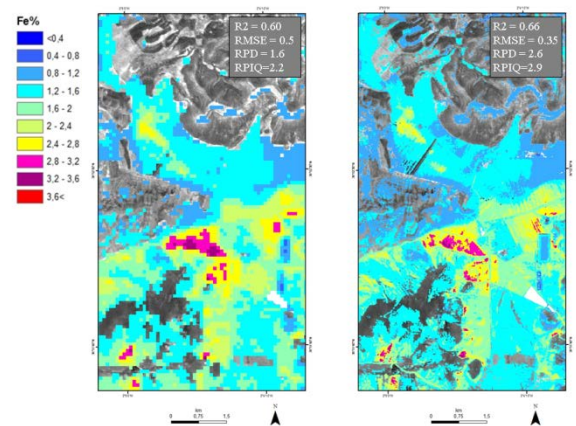 Fe%
<0,4
0,4 - 0,8
0,8 - 1,2
1,2 - 1,6
1,6 - 2
2 - 2,4
2,4 - 2,8
2,8 - 3,2
3,2 - 3,6
3,6<
R2 = 0.60
RMSE = 0.5
RPD = 1.6
RPIQ=2.2
R2 = 0.66
RMSE = 0.35
RPD = 2.6
RPIQ=2.9
km
0 0,75 1,5
N
km
0 0,75 1,5
N